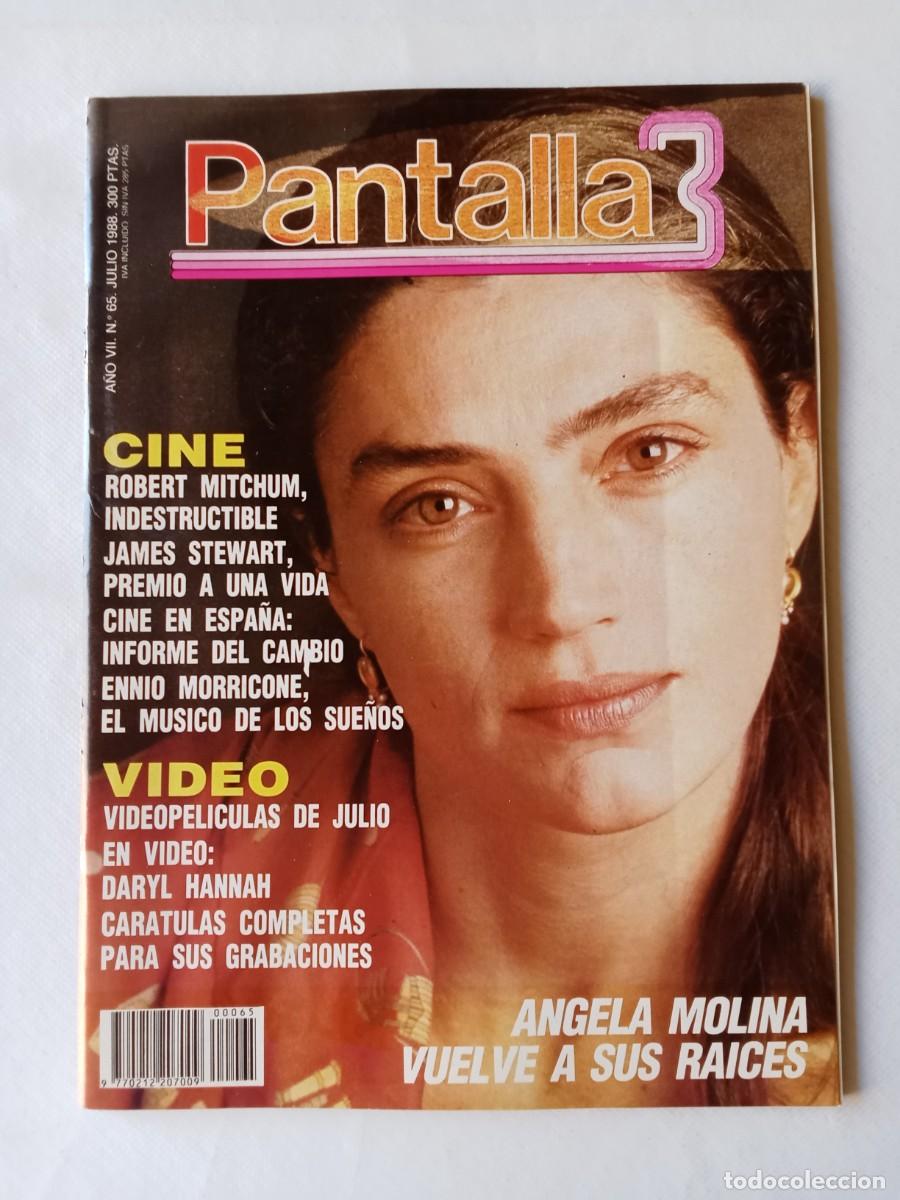 Pantalla 3
AÑO VII. N.º 65. JULIO 1988. 300 PTAS.
IVA INCLUIDO SIN IVA 285 PTAS
CINE
ROBERT MITCHUM,
INDESTRUCTIBLE
JAMES STEWART,
PREMIO A UNA VIDA
CINE EN ESPAÑA:
INFORME DEL CAMBIO
ENNIO MORRICONE,
EL MUSICO DE LOS SUEÑOS
VIDEO
VIDEOPELICULAS DE JULIO
EN VIDEO:
DARYL HANNAH
CARATULAS COMPLETAS
PARA SUS GRABACIONES
00065
9 770212 207009
ANGELA MOLINA
VUELVE A SUS RAICES
todocoleccion